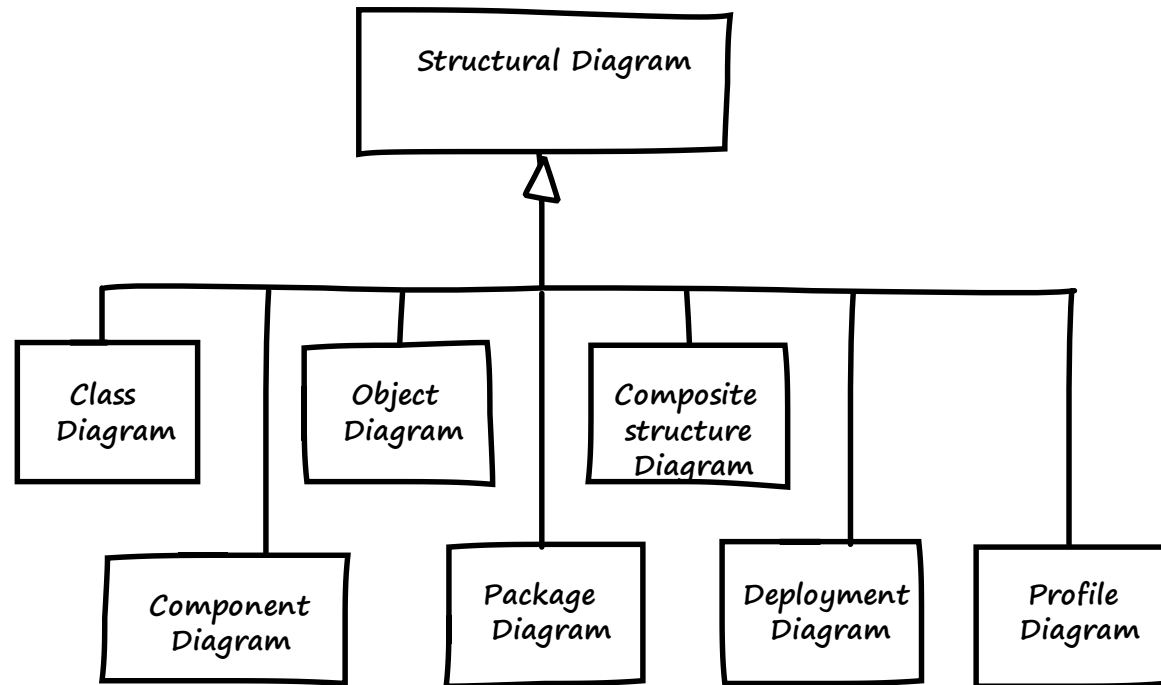 Structural Diagram
Class
Diagram
Object
Diagram
Composite
structure
Diagram
Component
Diagram
Package
Diagram
Deployment
Diagram
Profile
Diagram